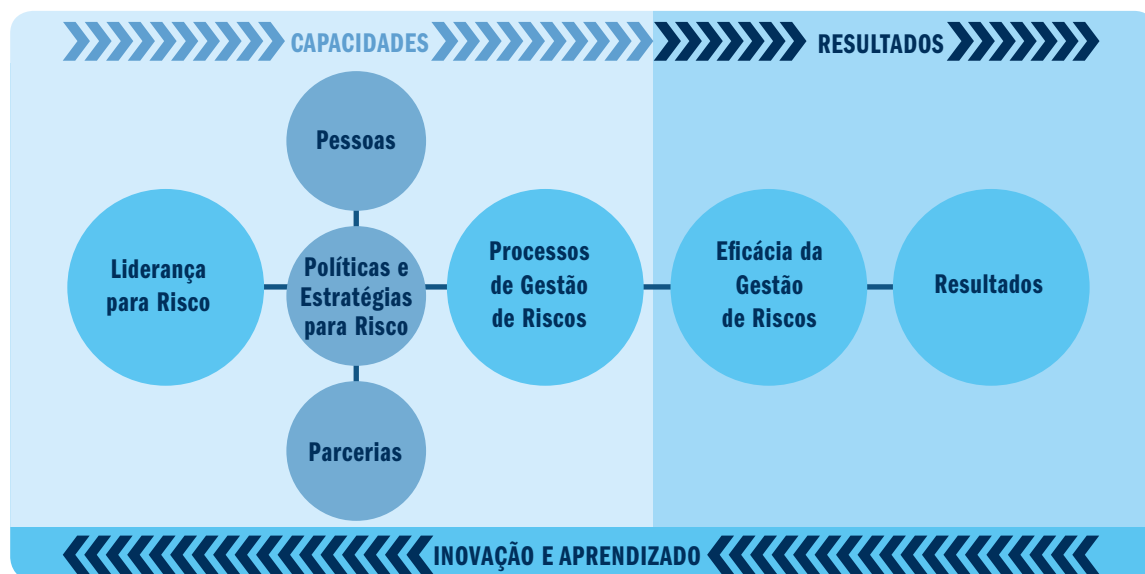 CAPACIDADES
RESULTADOS
Pessoas
Liderança
para Risco
Políticas e
Estratégias
para Risco
Processos
de Gestão
de Riscos
Eficácia da
Gestão
de Riscos
Resultados
Parcerias
INOVAÇÃO E APRENDIZADO